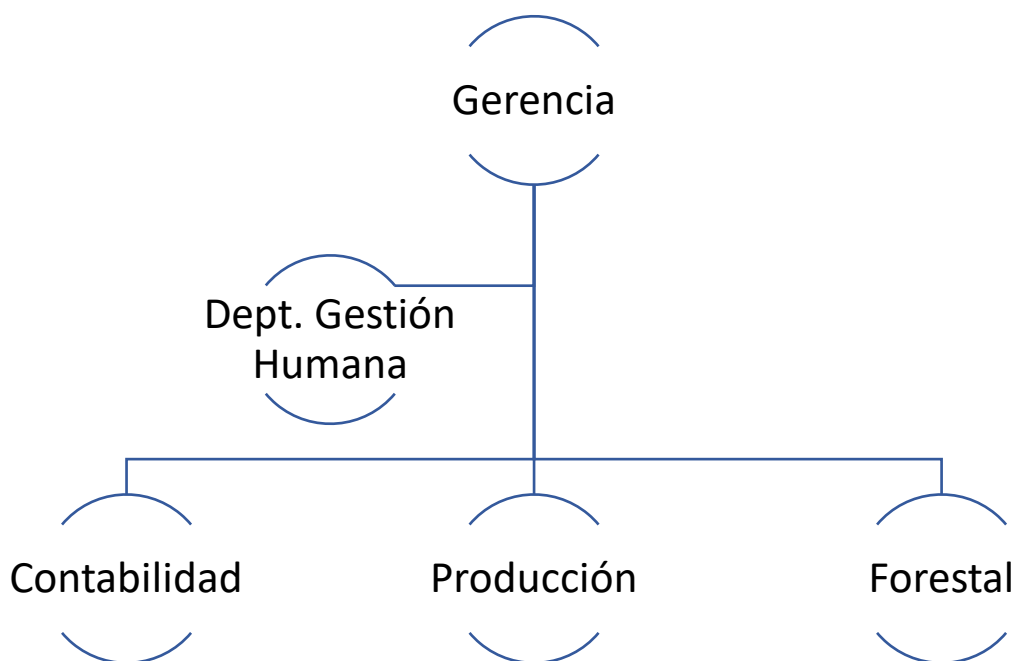 Gerencia
Dept. Gestión
Humana
Contabilidad
Producción
Forestal